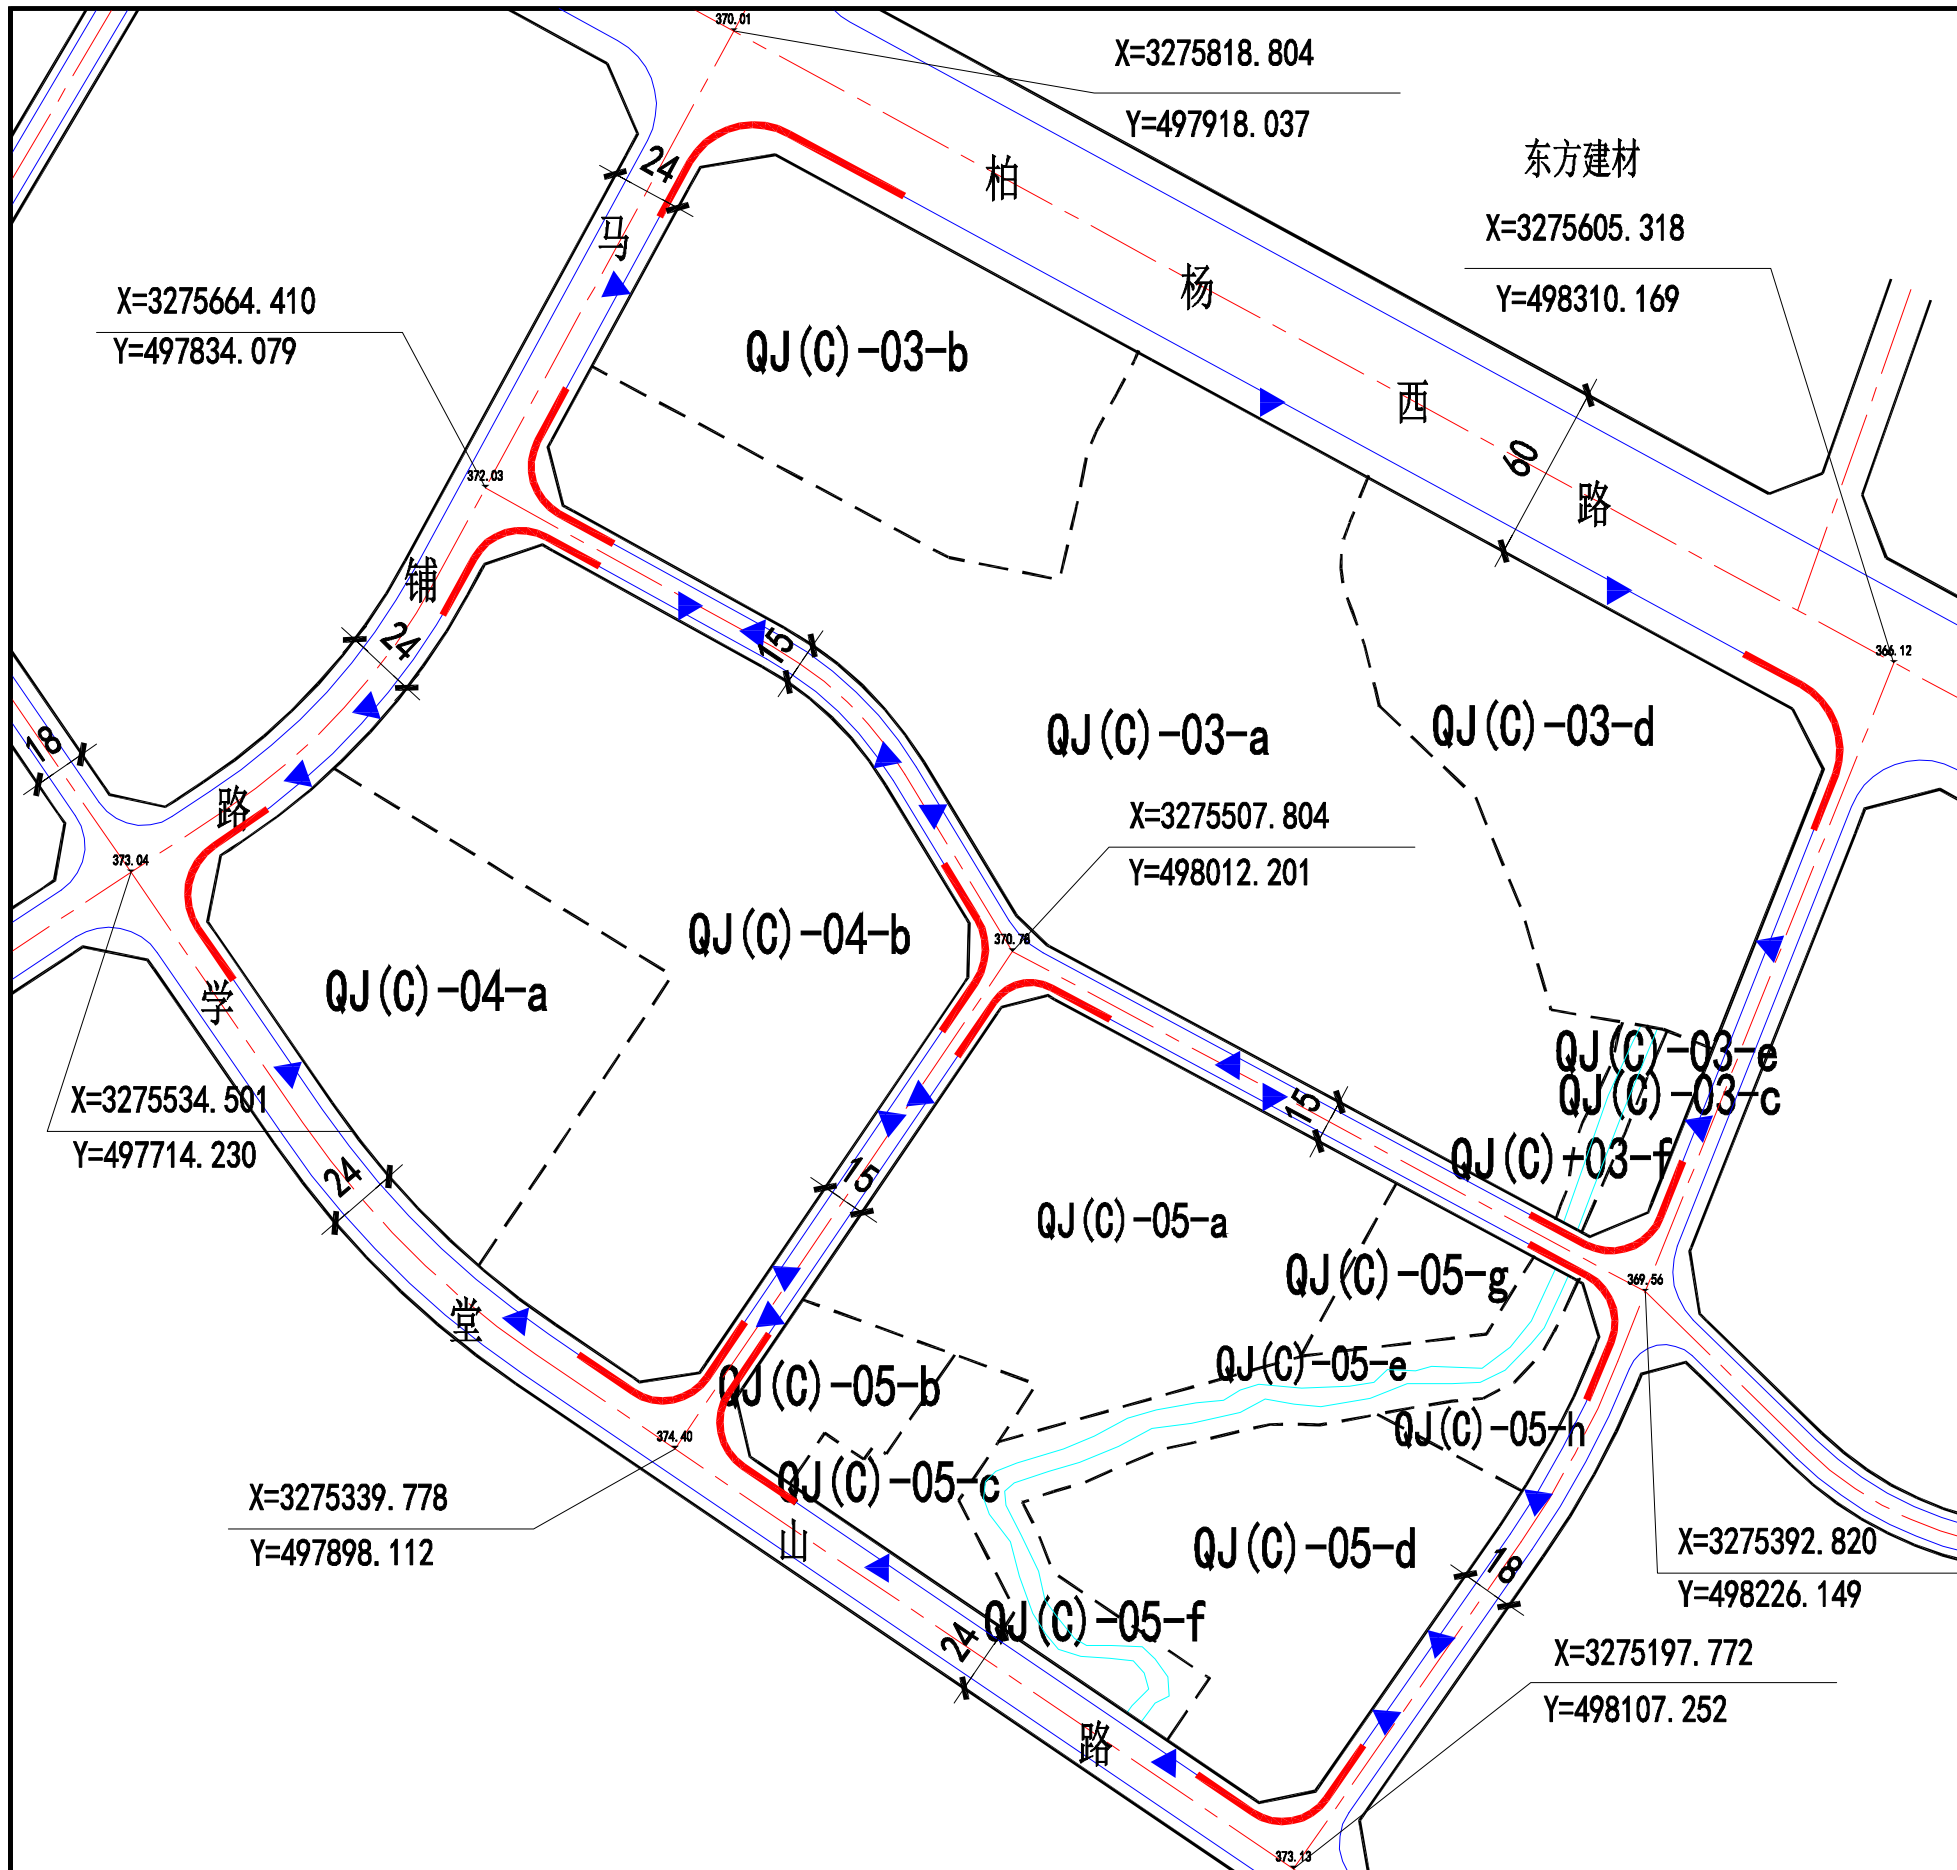 370.01
X=3275818.804
Y=497918.037
东方建材
24
柏
X=3275605.318
马
杨
X=3275664.410
Y=498310.169
Y=497834.079
QJ(C)-03-b
西
60
372.03
路
铺
24
15
366.12
18
QJ(C)-03-a
QJ(C)-03-d
路
X=3275507.804
373.04
Y=498012.201
QJ(C)-04-b
370.78
QJ(C)-04-a
学
QJ(C)-03-e
X=3275534.501
QJ(C)-03-c
15
Y=497714.230
QJ(C)-03-f
24
15
QJ(C)-05-a
QJ(C)-05-g
369.56
堂
QJ(C)-05-e
QJ(C)-05-b
QJ(C)-05-h
374.40
QJ(C)-05-c
X=3275339.778
山
X=3275392.820
Y=497898.112
QJ(C)-05-d
18
Y=498226.149
QJ(C)-05-f
24
X=3275197.772
Y=498107.252
路
373.13